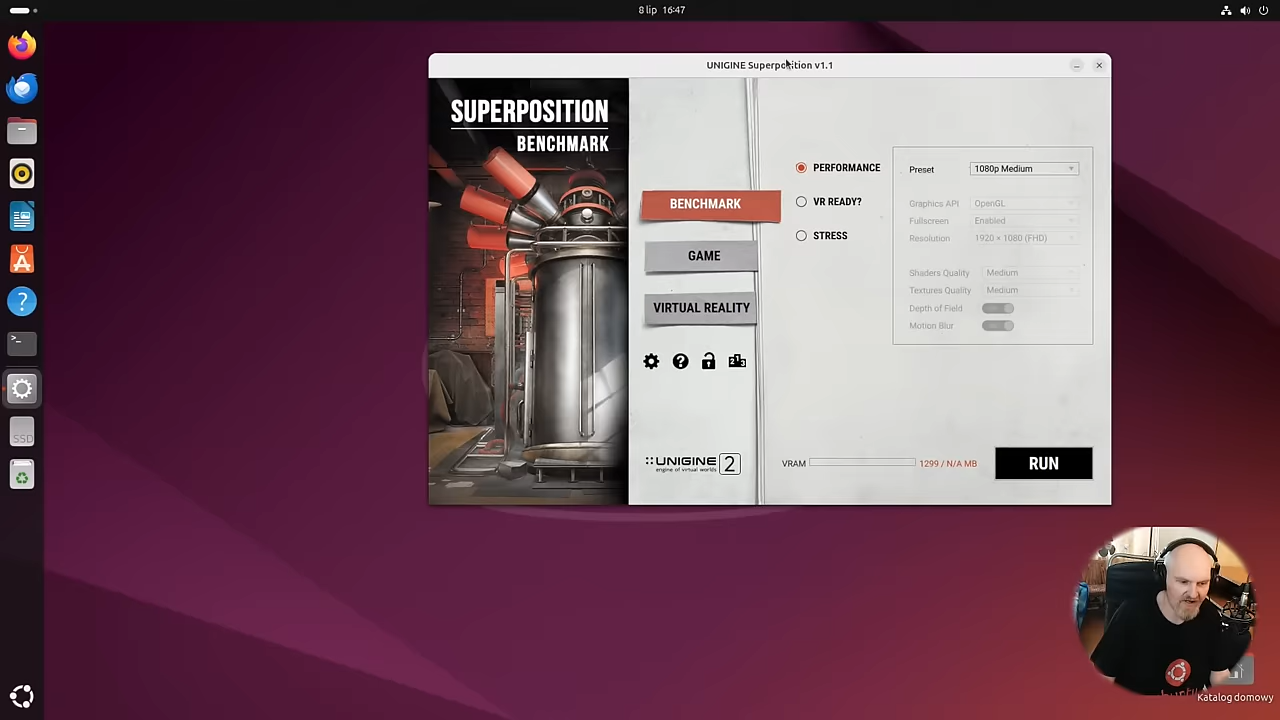 8 lip 16:47
UNIGINE Superposition v1.1
SUPERPOSITION
BENCHMARK
BENCHMARK
GAME
VIRTUAL REALITY
UNIGINE 2
engine of virtual worlds
PERFORMANCE
VR READY?
STRESS
Preset 1080p Medium
Graphics API OpenGL
Fullscreen Enabled
Resolution 1920 × 1080 (FHD)
Shaders Quality Medium
Textures Quality Medium
Depth of Field
Motion Blur
VRAM 1299 / N/A MB
RUN
SSD
Katalog domowy